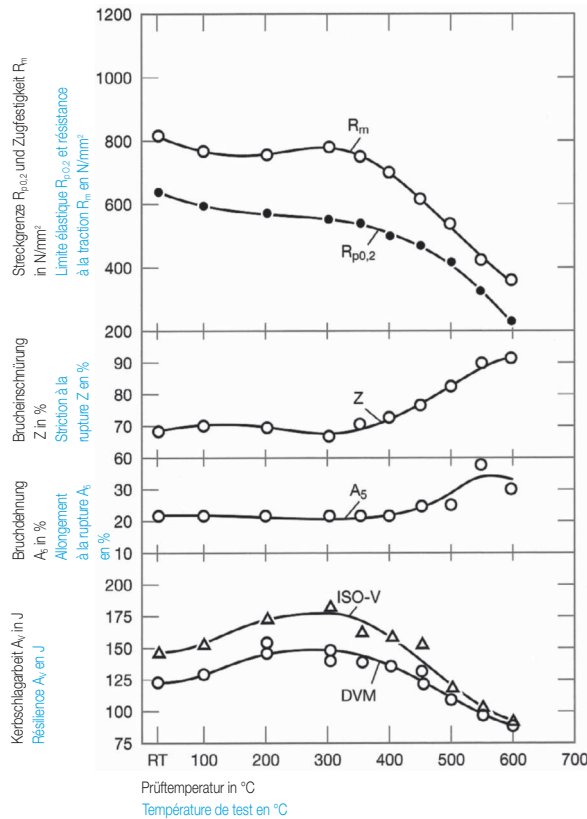 Streckgrenze Rp0,2 und Zugfestigkeit Rm
in N/mm²
Limite élastique Rp0,2 et résistance
à la traction Rm en N/mm²
1200
1000
800
600
400
200
Rm
Rp0,2
Brucheinschnürung
Z in %
Striction à la
rupture Z en %
90
80
70
60
Z
Bruchdehnung
A5 in %
Allongement
à la rupture A5
en %
30
20
10
A5
Kerbschlagarbeit Av in J
Résilience Av en J
200
175
150
125
100
75
ISO-V
DVM
RT 100 200 300 400 500 600 700
Prüftemperatur in °C
Température de test en °C